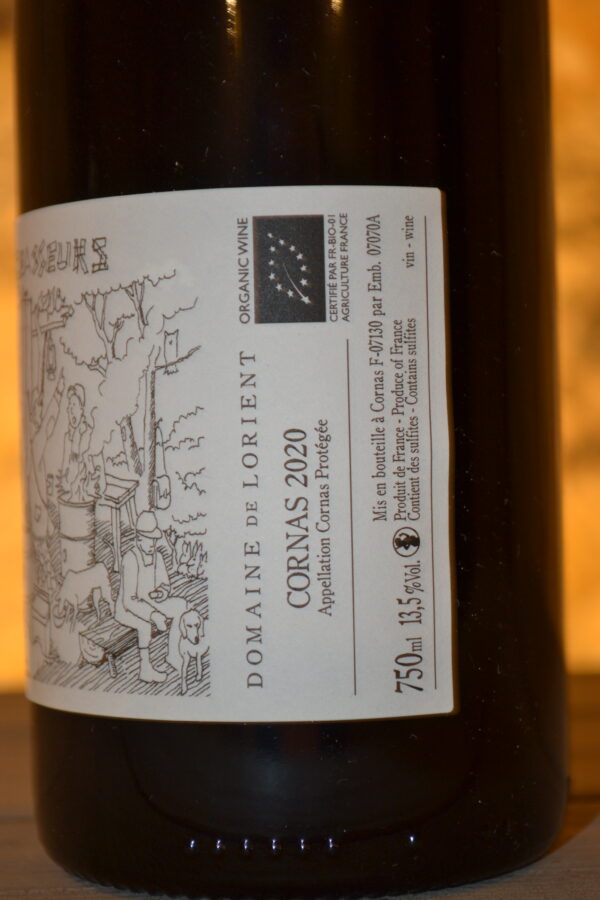 ORGANIC WINE
CERTIFIÉ PAR FR-BIO-01
AGRICULTURE FRANCE
DOMAINE DE LORIENT
CORNAS 2020
Appellation Cornas Protégée
Mis en bouteille à Cornas F-07130 par Emb. 07070A
Produit de France - Produce of France
Contient des sulfites - Contains sulfites
vin - wine
750ml 13,5 %Vol.